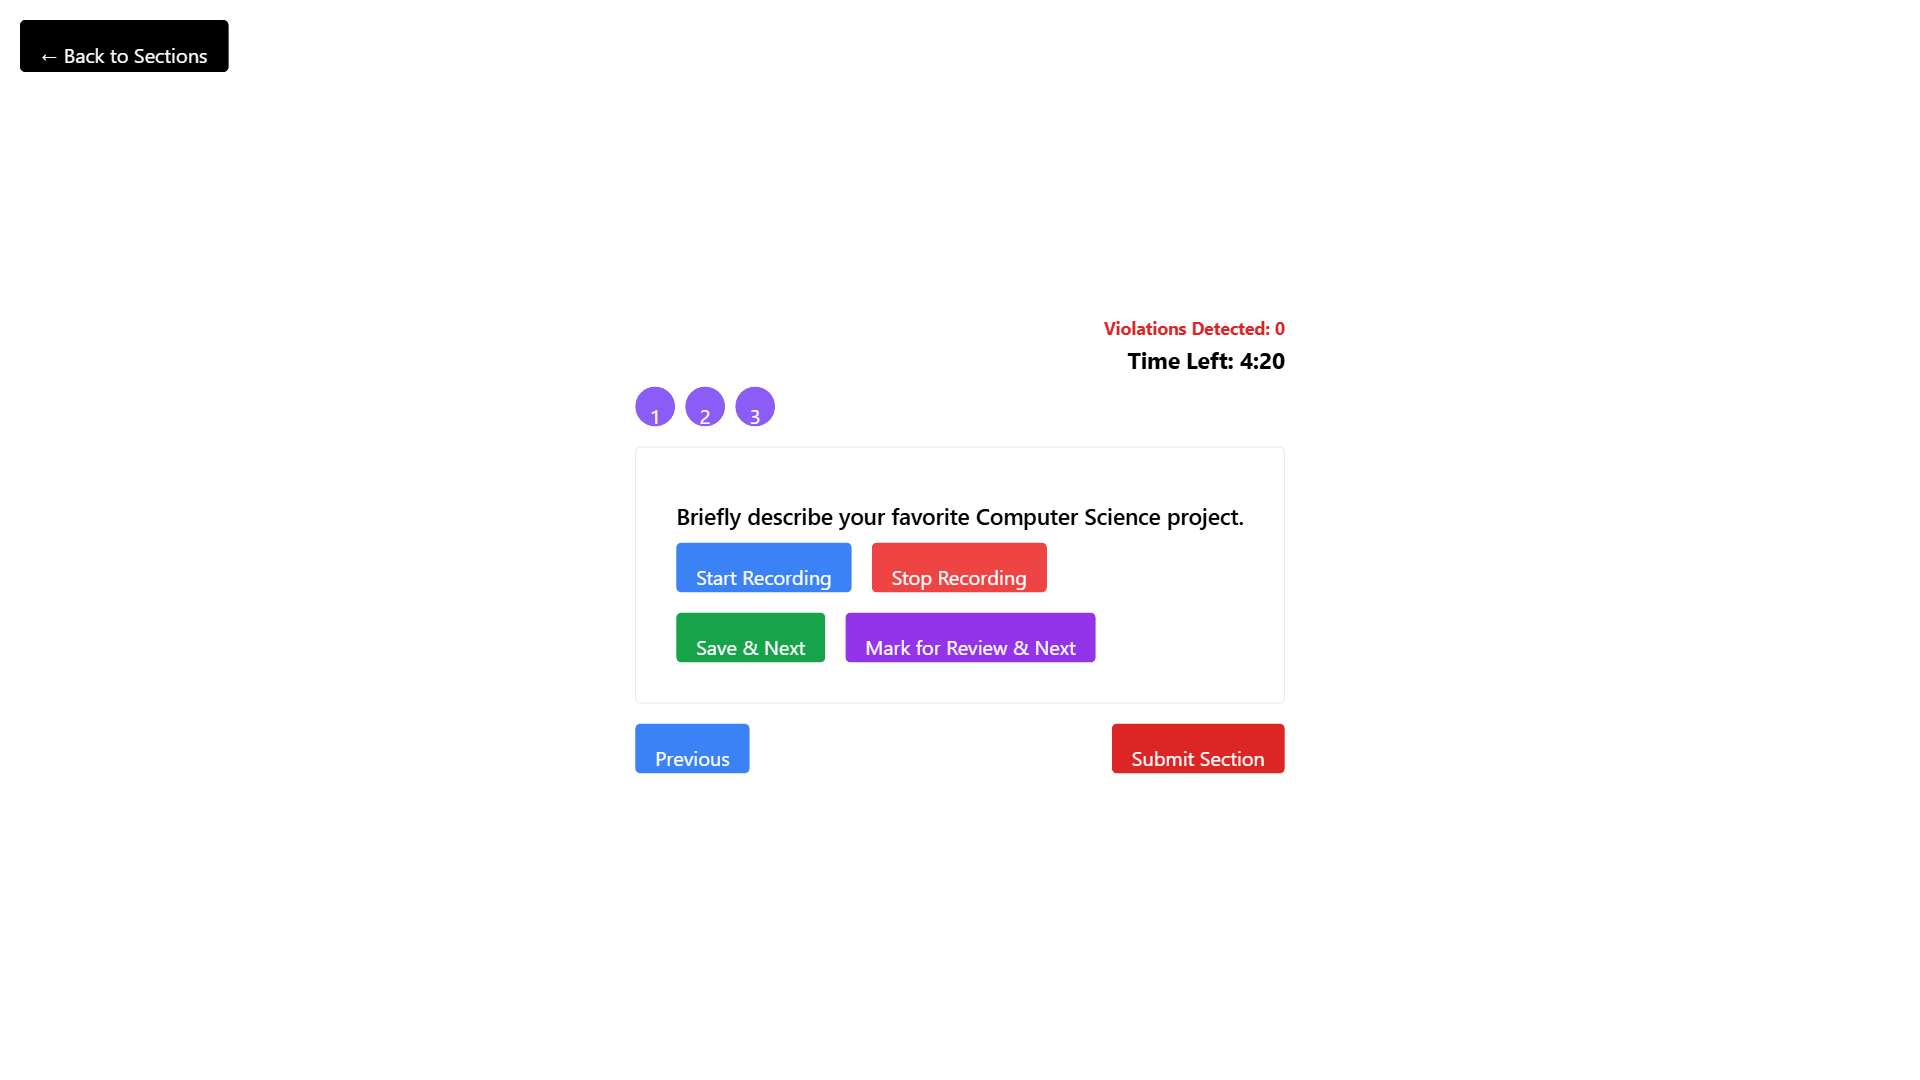 ← Back to Sections
Violations Detected: 0
Time Left: 4:20
1 2 3
Briefly describe your favorite Computer Science project.
Start Recording Stop Recording
Save & Next Mark for Review & Next
Previous Submit Section